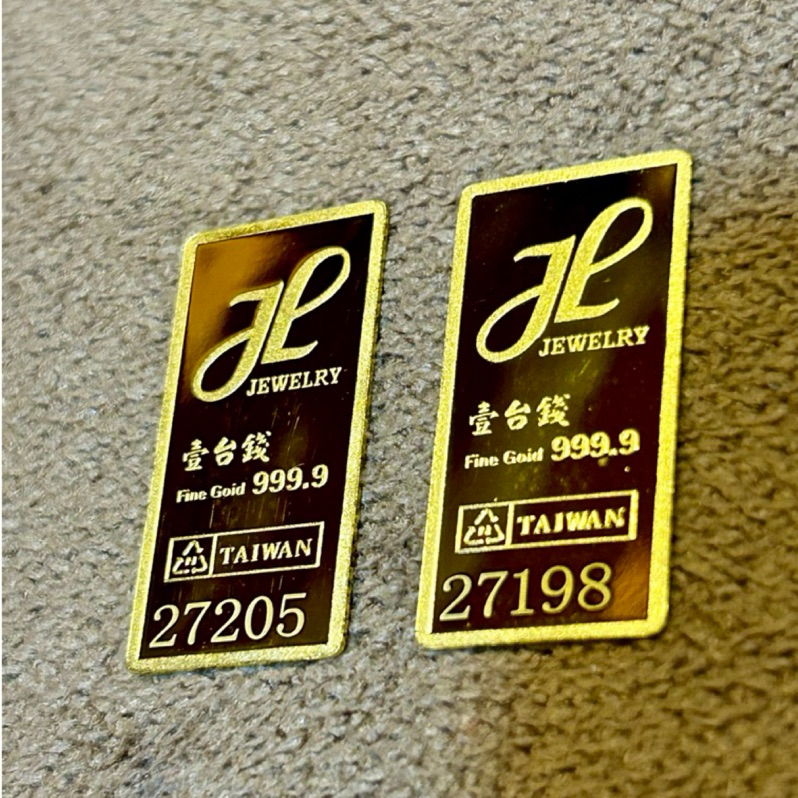 JL
JEWELRY
壹台錢
Fine Gold 999.9
TAIWAN
27205
JL
JEWELRY
壹台錢
Fine Gold 999.9
TAIWAN
27198